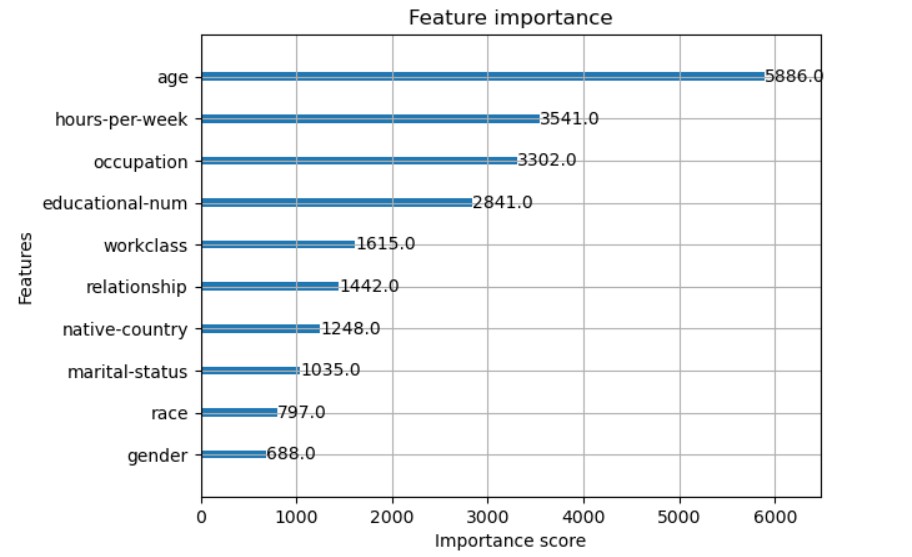 Feature importance
age 5886.0
hours-per-week 3541.0
occupation 3302.0
educational-num 2841.0
workclass 1615.0
relationship 1442.0
native-country 1248.0
marital-status 1035.0
race 797.0
gender 688.0
Features
0 1000 2000 3000 4000 5000 6000
Importance score